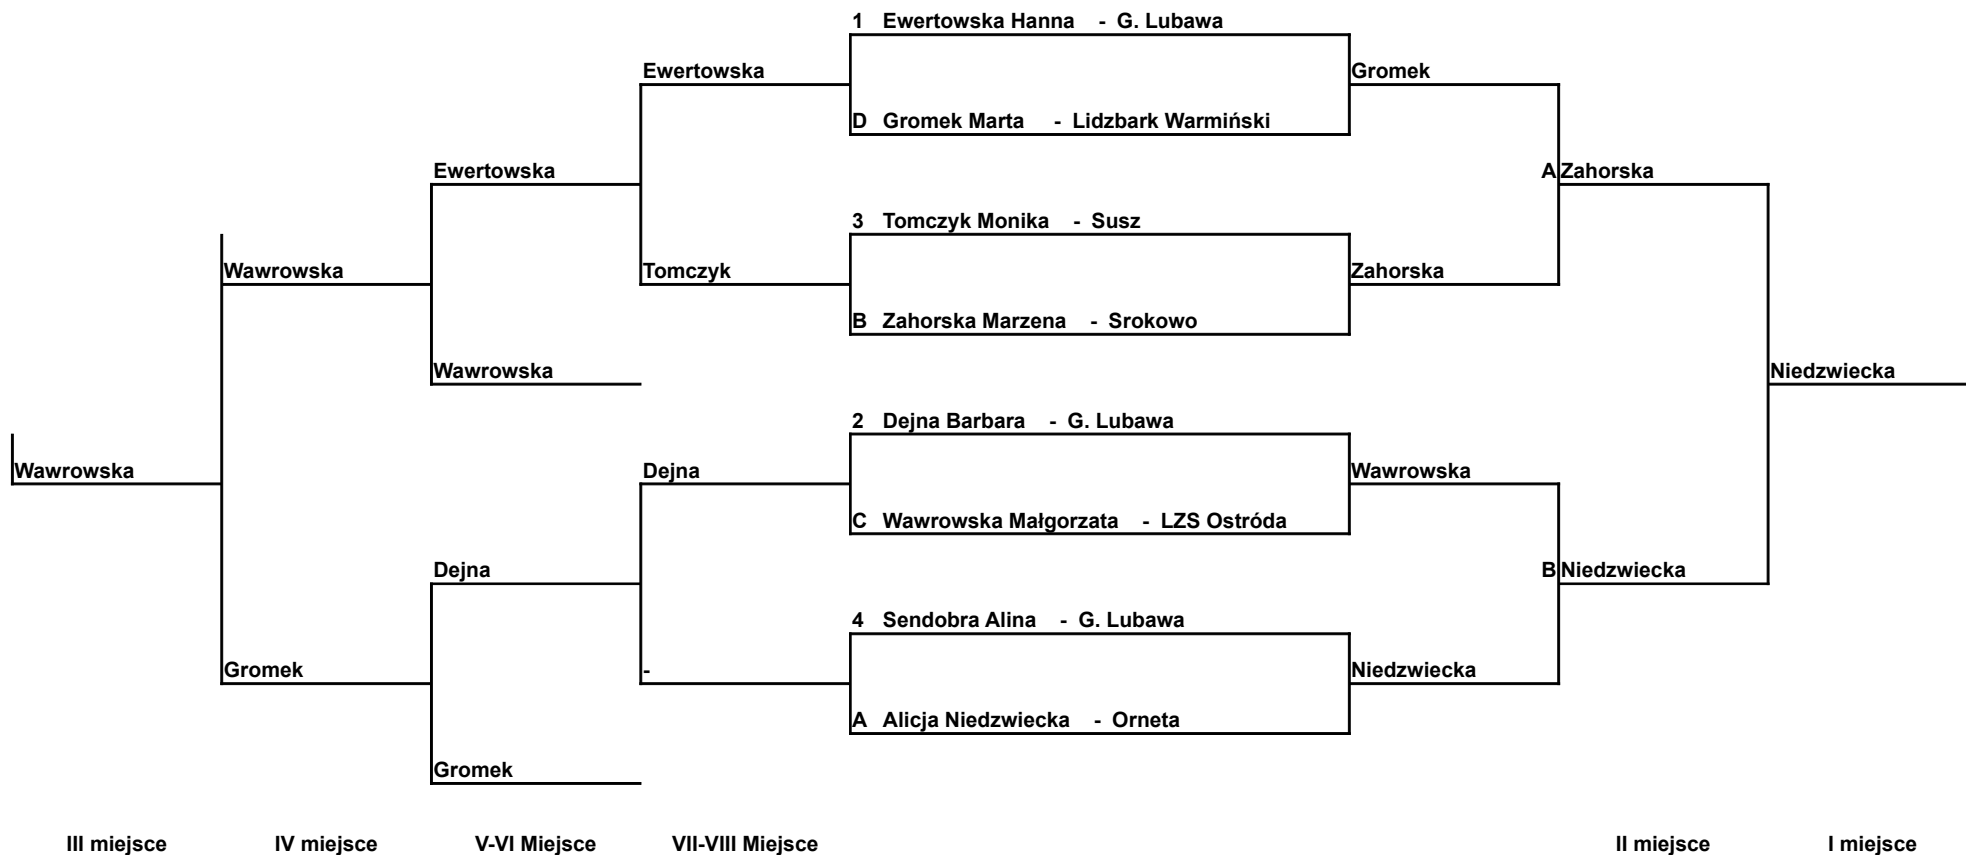 1 Ewertowska Hanna - G. Lubawa
Ewertowska Gromek
D Gromek Marta - Lidzbark Warmiński
Ewertowska A Zahorska
3 Tomczyk Monika - Susz
Wawrowska Tomczyk Zahorska
B Zahorska Marzena - Srokowo
Wawrowska Niedzwiecka
2 Dejna Barbara - G. Lubawa
Wawrowska Dejna Wawrowska
C Wawrowska Małgorzata - LZS Ostróda
Dejna B Niedzwiecka
4 Sendobra Alina - G. Lubawa
Gromek - Niedzwiecka
A Alicja Niedzwiecka - Orneta
Gromek
III miejsce IV miejsce V-VI Miejsce VII-VIII Miejsce II miejsce I miejsce